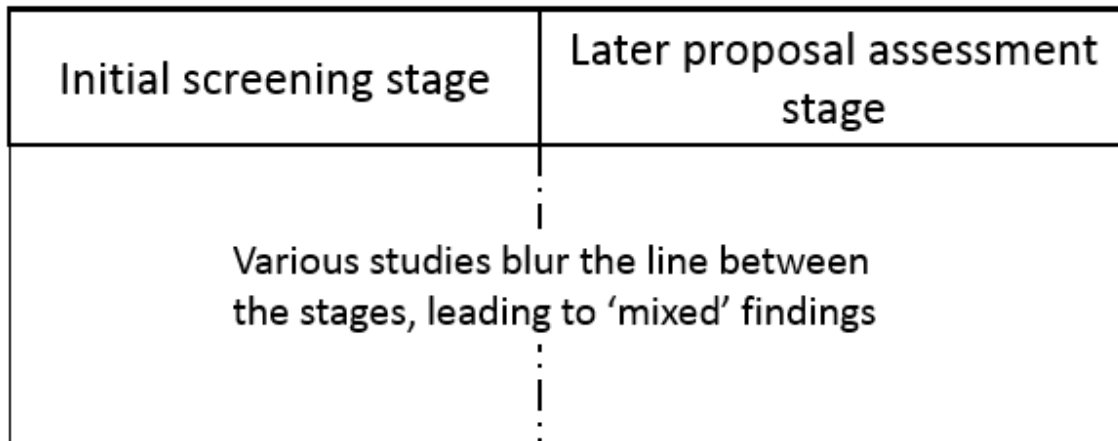 Initial screening stage
Later proposal assessment
stage
Various studies blur the line between
the stages, leading to ‘mixed’ findings